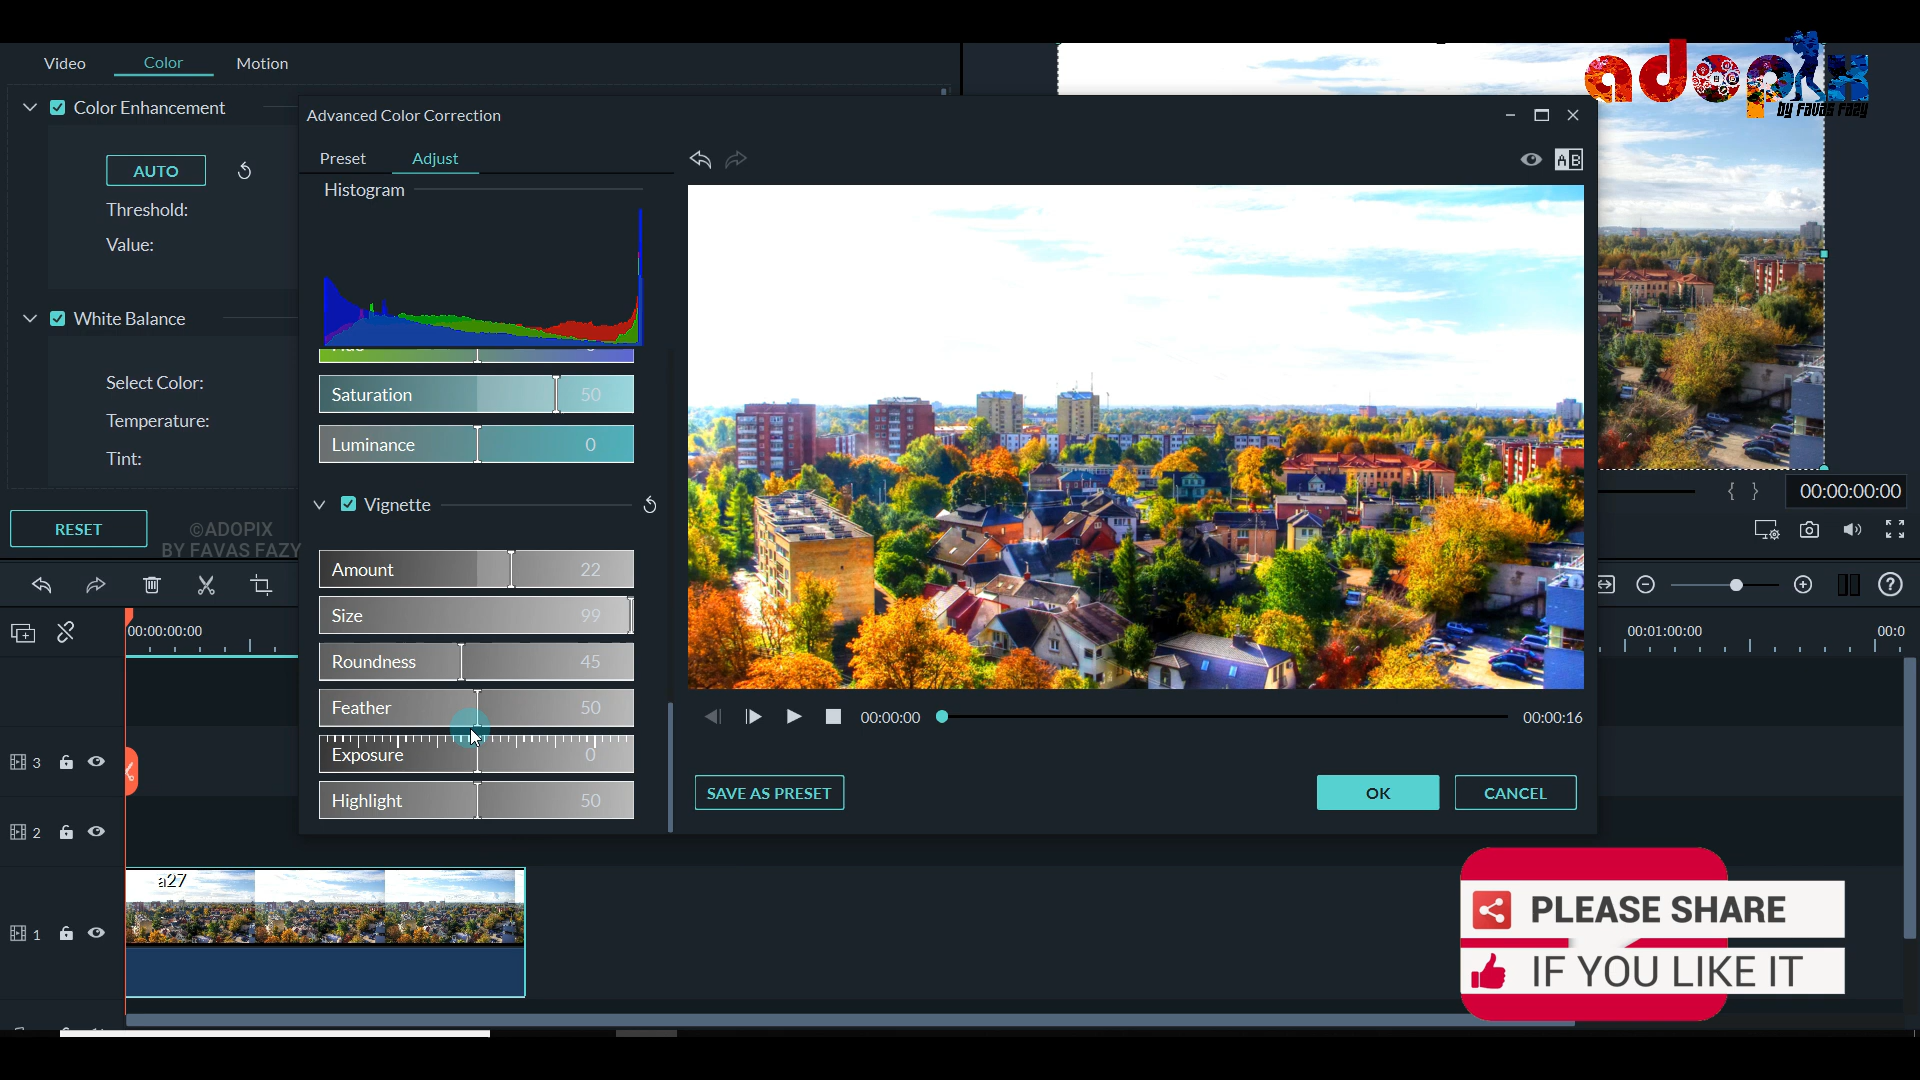 Video
Color
Motion
adopix
by FAVAS FAZY
Color Enhancement
Advanced Color Correction
Preset
Adjust
AUTO
A B
Histogram
Threshold:
Value:
White Balance
Select Color:
Saturation 50
Temperature:
Luminance 0
Tint:
Vignette
00:00:00:00
RESET
©ADOPIX
BY FAVAS FAZY
Amount 22
Size 99
00:00:00:00
00:01:00:00
00:0
Roundness 45
Feather 50
00:00:00
00:00:16
Exposure 0
3
SAVE AS PRESET
OK
CANCEL
Highlight 50
2
a27
1
PLEASE SHARE
IF YOU LIKE IT